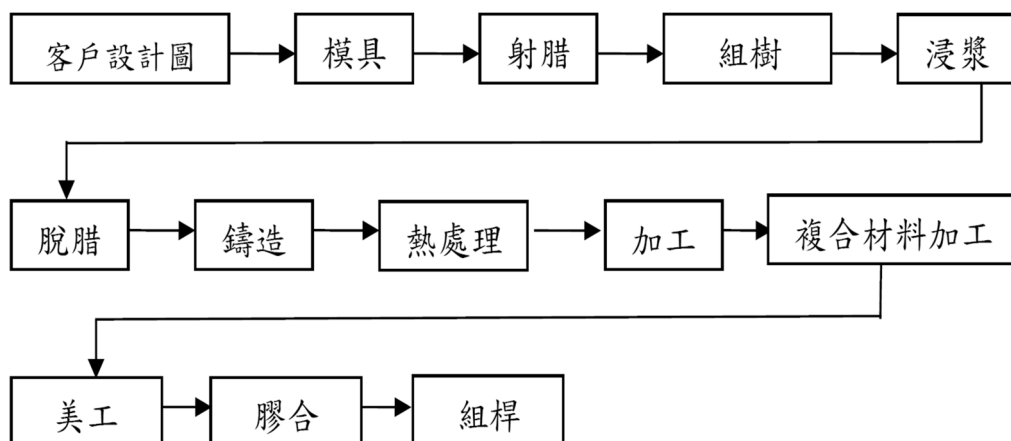 客戶設計圖 模具 射腊 組樹 浸漿
脫腊 鑄造 熱處理 加工 複合材料加工
美工 膠合 組桿